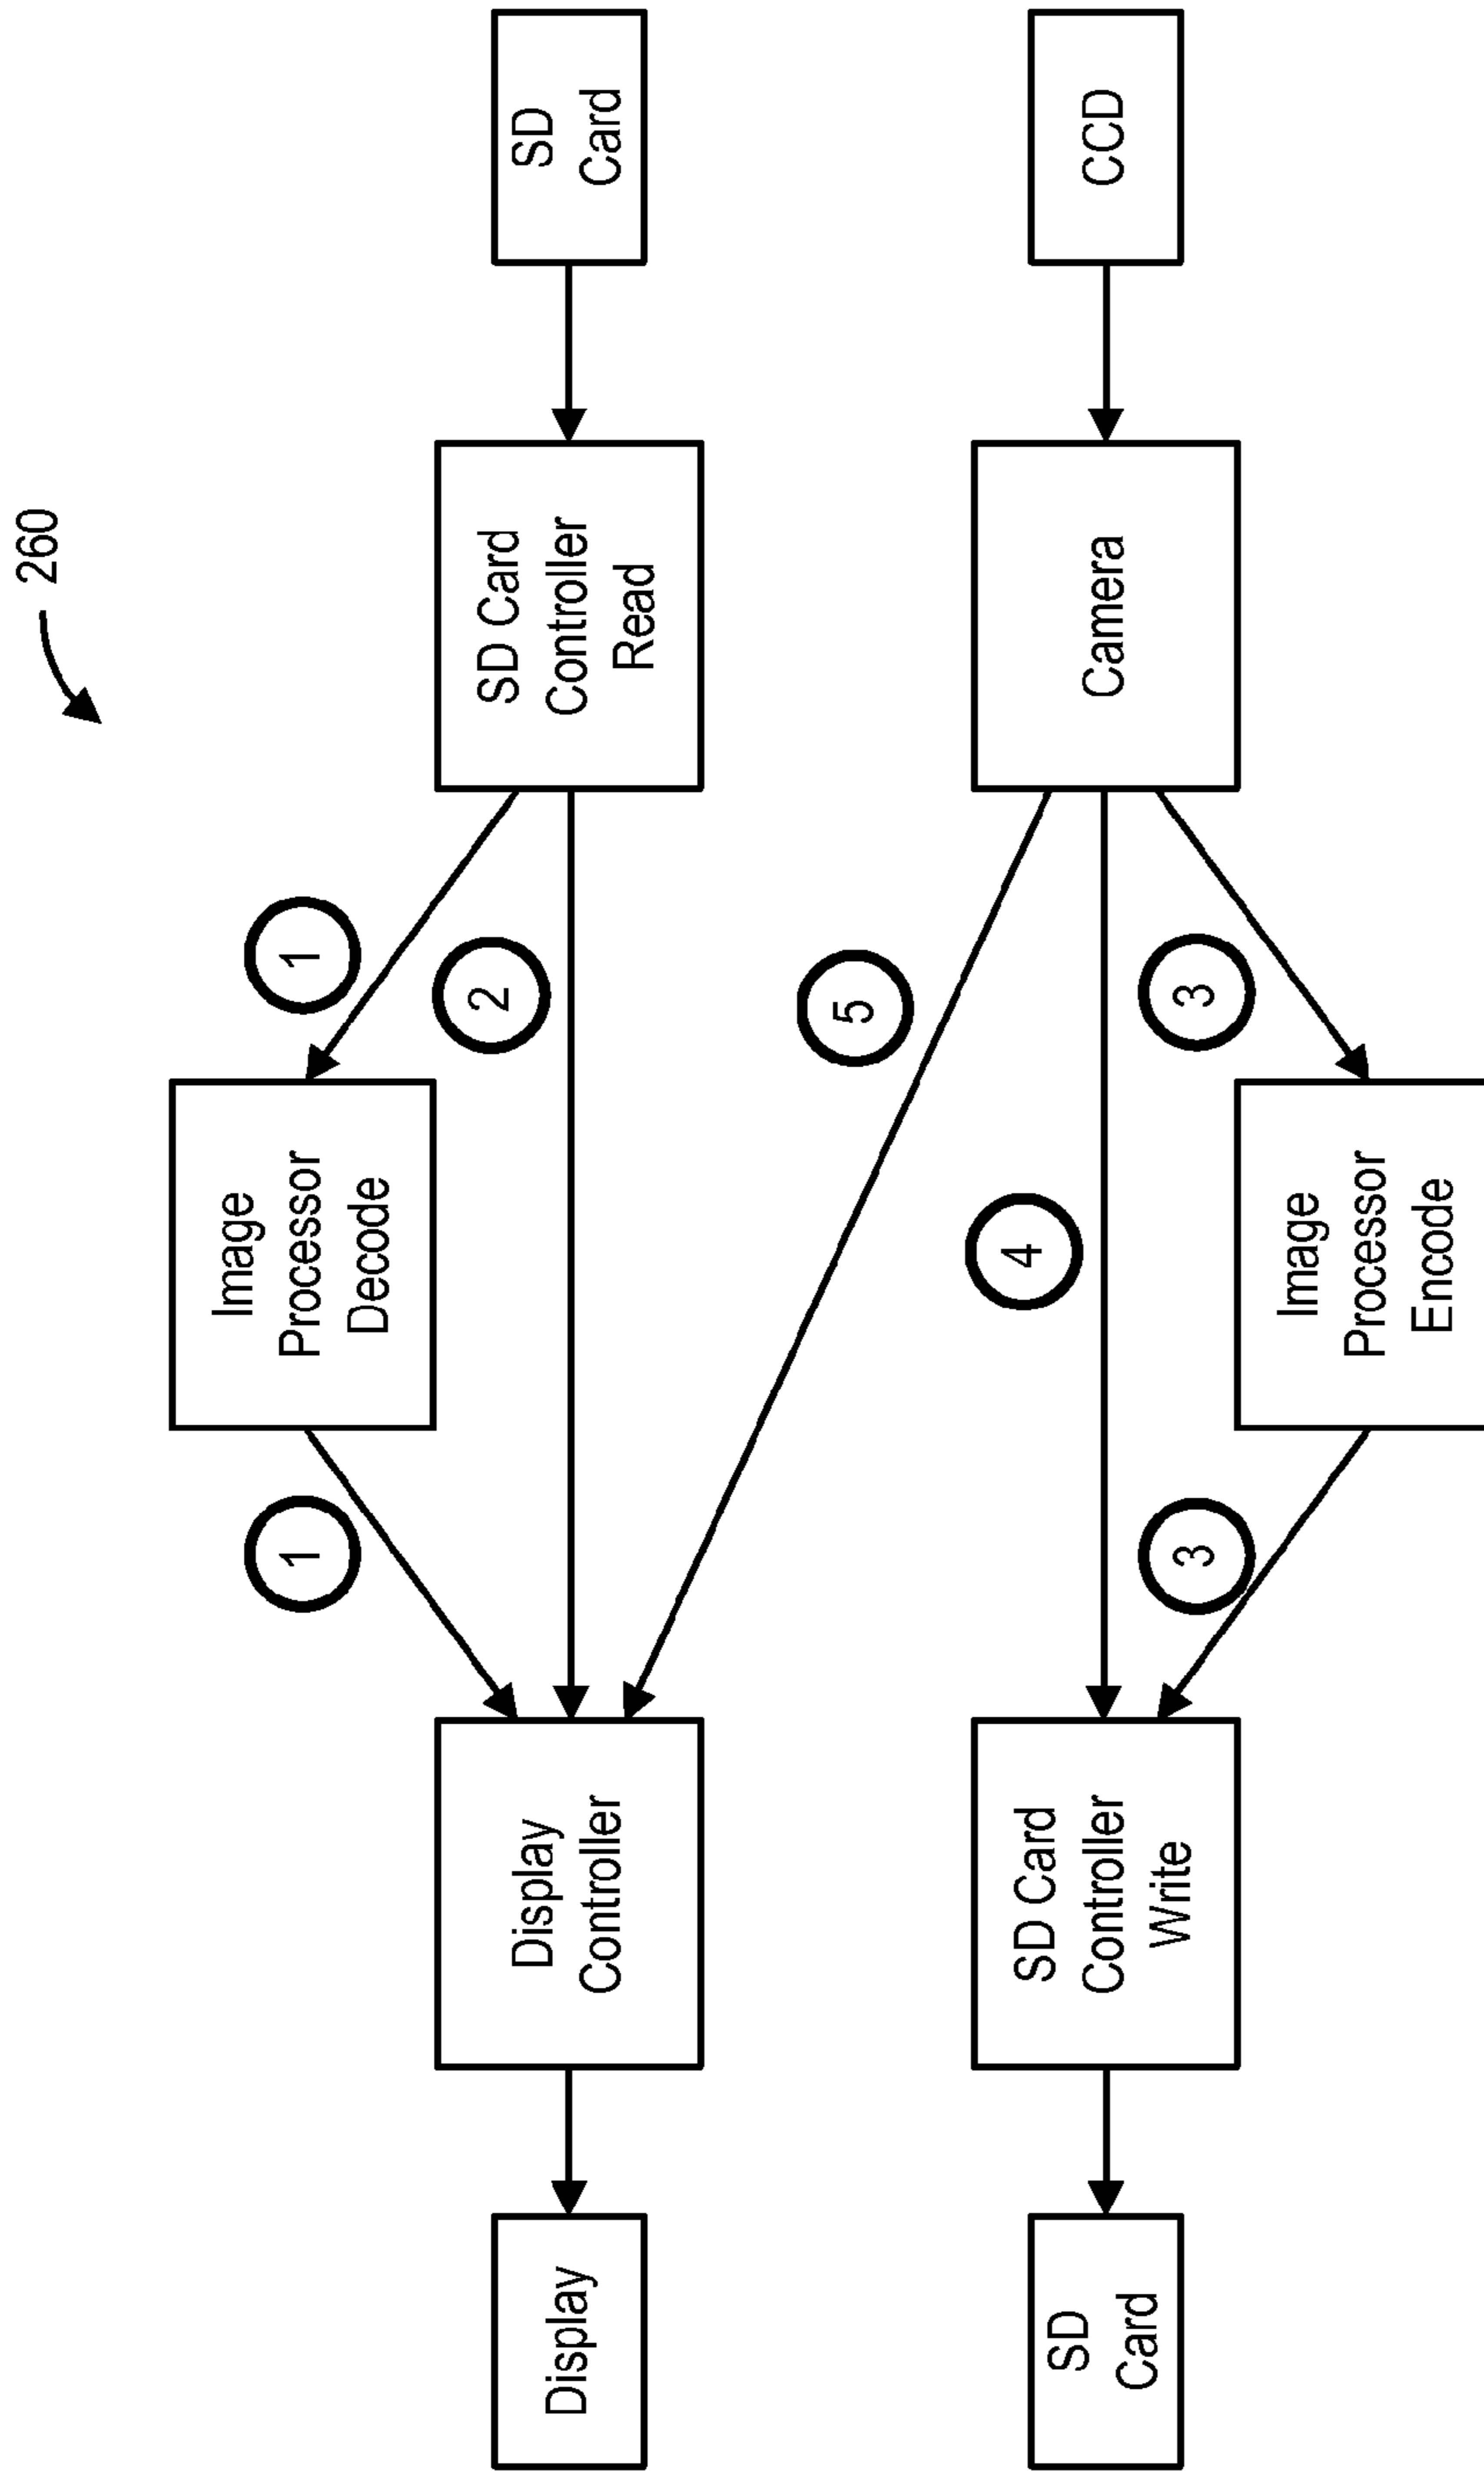 260
1
Image
Processor
Decode
1
Display
Display
Controller
2
SD Card
Controller
Read
SD
Card
5
4
SD
Card
SD Card
Controller
Write
Camera
CCD
3
3
Image
Processor
Encode